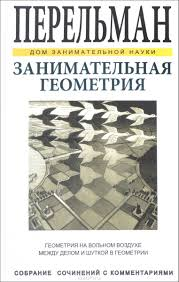 ПЕРЕЛЬМАН
ДОМ ЗАНИМАТЕЛЬНОЙ НАУКИ
ЗАНИМАТЕЛЬНАЯ
ГЕОМЕТРИЯ
ГЕОМЕТРИЯ НА ВОЛЬНОМ ВОЗДУХЕ
МЕЖДУ ДЕЛОМ И ШУТКОЙ В ГЕОМЕТРИИ
СОБРАНИЕ СОЧИНЕНИЙ С КОММЕНТАРИЯМИ